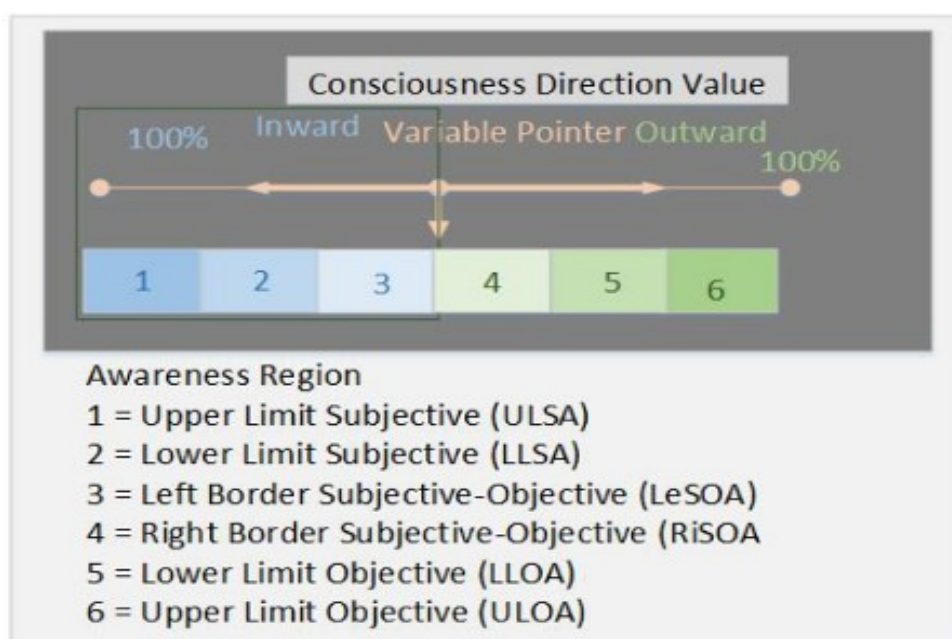 Consciousness Direction Value
100% Inward Variable Pointer Outward
100%
1 2 3 4 5 6
Awareness Region
1 = Upper Limit Subjective (ULSA)
2 = Lower Limit Subjective (LLSA)
3 = Left Border Subjective-Objective (LeSOA)
4 = Right Border Subjective-Objective (RiSOA
5 = Lower Limit Objective (LLOA)
6 = Upper Limit Objective (ULOA)